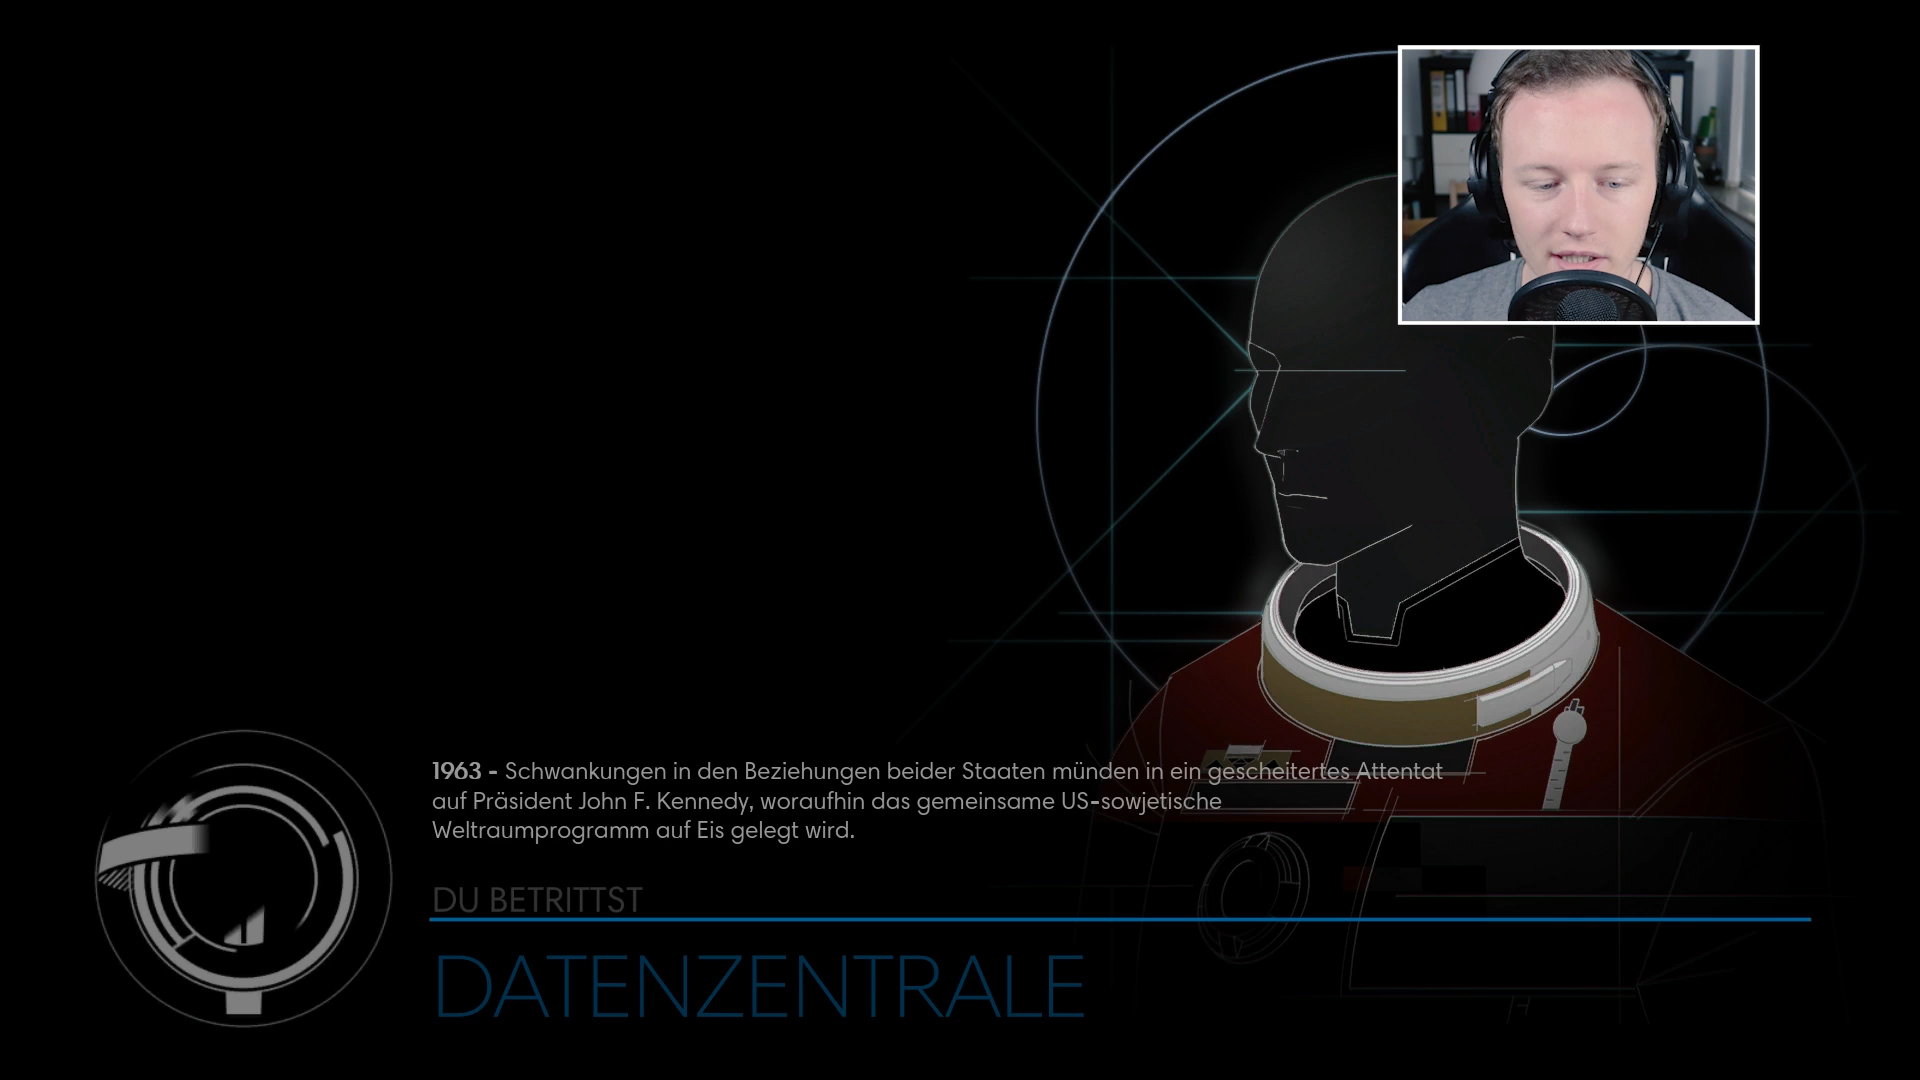 1963 - Schwankungen in den Beziehungen beider Staaten münden in ein gescheitertes Attentat
auf Präsident John F. Kennedy, woraufhin das gemeinsame US-sowjetische
Weltraumprogramm auf Eis gelegt wird.
DU BETRITTST
DATENZENTRALE